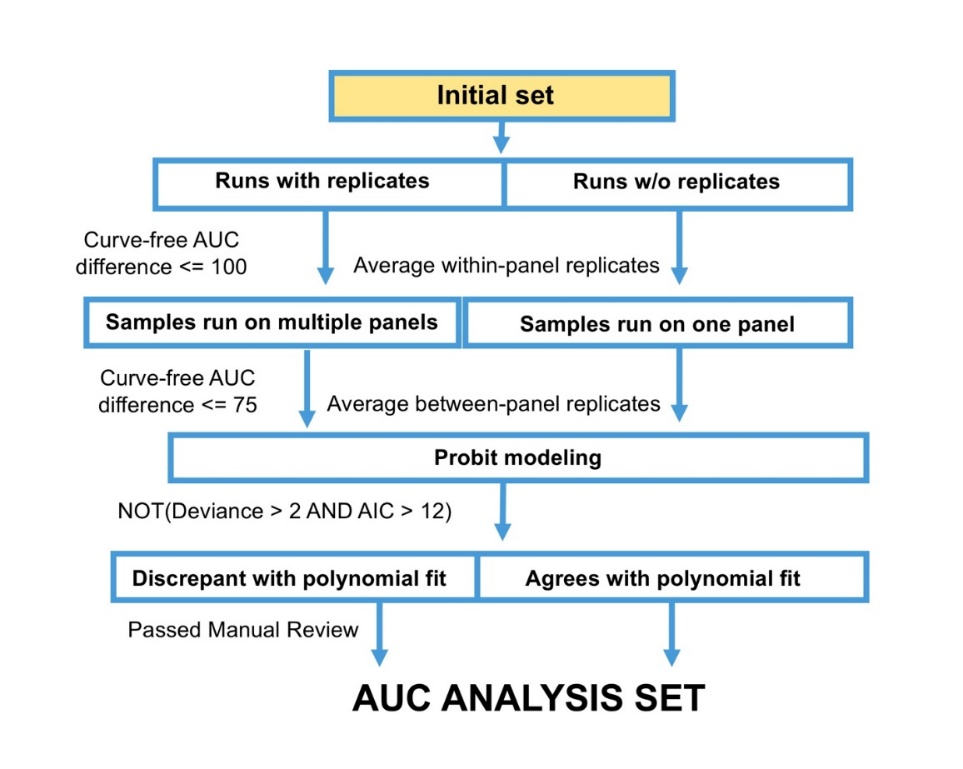 Initial set
Runs with replicates
Runs w/o replicates
Curve-free AUC
difference <= 100
Average within-panel replicates
Samples run on multiple panels
Samples run on one panel
Curve-free AUC
difference <= 75
Average between-panel replicates
Probit modeling
NOT(Deviance > 2 AND AIC > 12)
Discrepant with polynomial fit
Agrees with polynomial fit
Passed Manual Review
AUC ANALYSIS SET